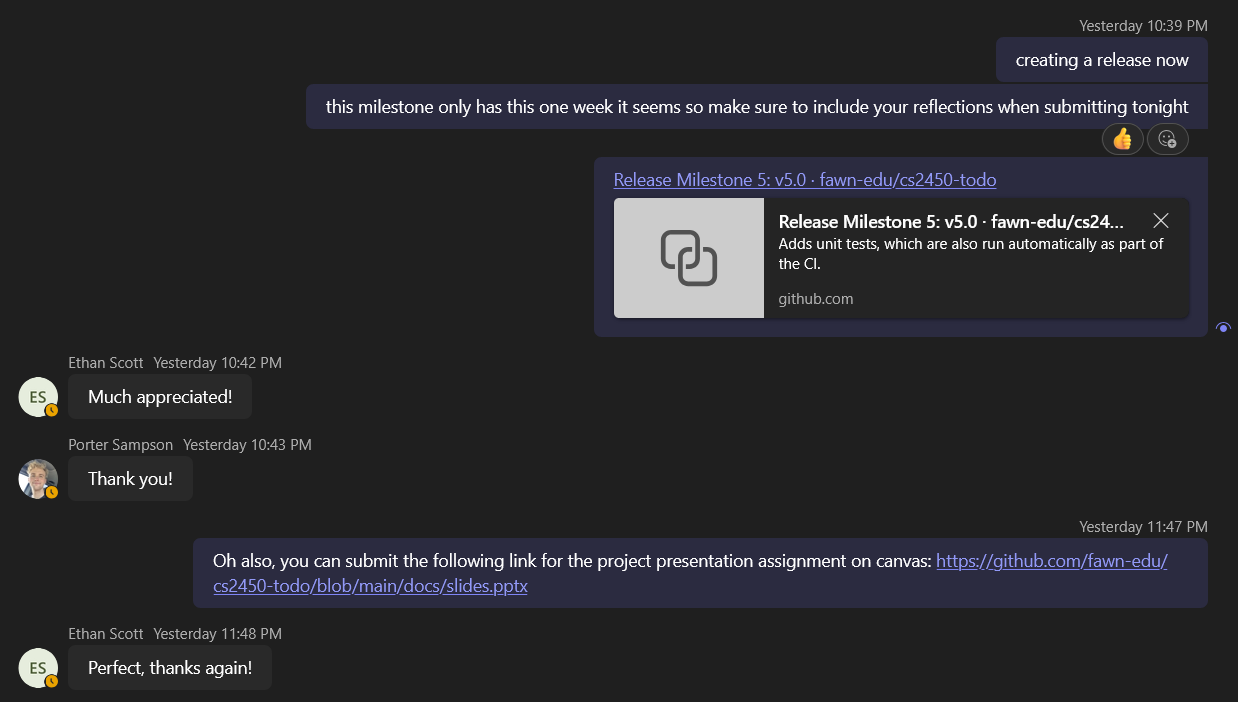 Yesterday 10:39 PM
creating a release now
this milestone only has this one week it seems so make sure to include your reflections when submitting tonight
Release Milestone 5: v5.0 · fawn-edu/cs2450-todo
Release Milestone 5: v5.0 · fawn-edu/cs24...
Adds unit tests, which are also run automatically as part of
the CI.
github.com
Ethan Scott Yesterday 10:42 PM
ES
Much appreciated!
Porter Sampson Yesterday 10:43 PM
Thank you!
Yesterday 11:47 PM
Oh also, you can submit the following link for the project presentation assignment on canvas: https://github.com/fawn-edu/
cs2450-todo/blob/main/docs/slides.pptx
Ethan Scott Yesterday 11:48 PM
ES
Perfect, thanks again!